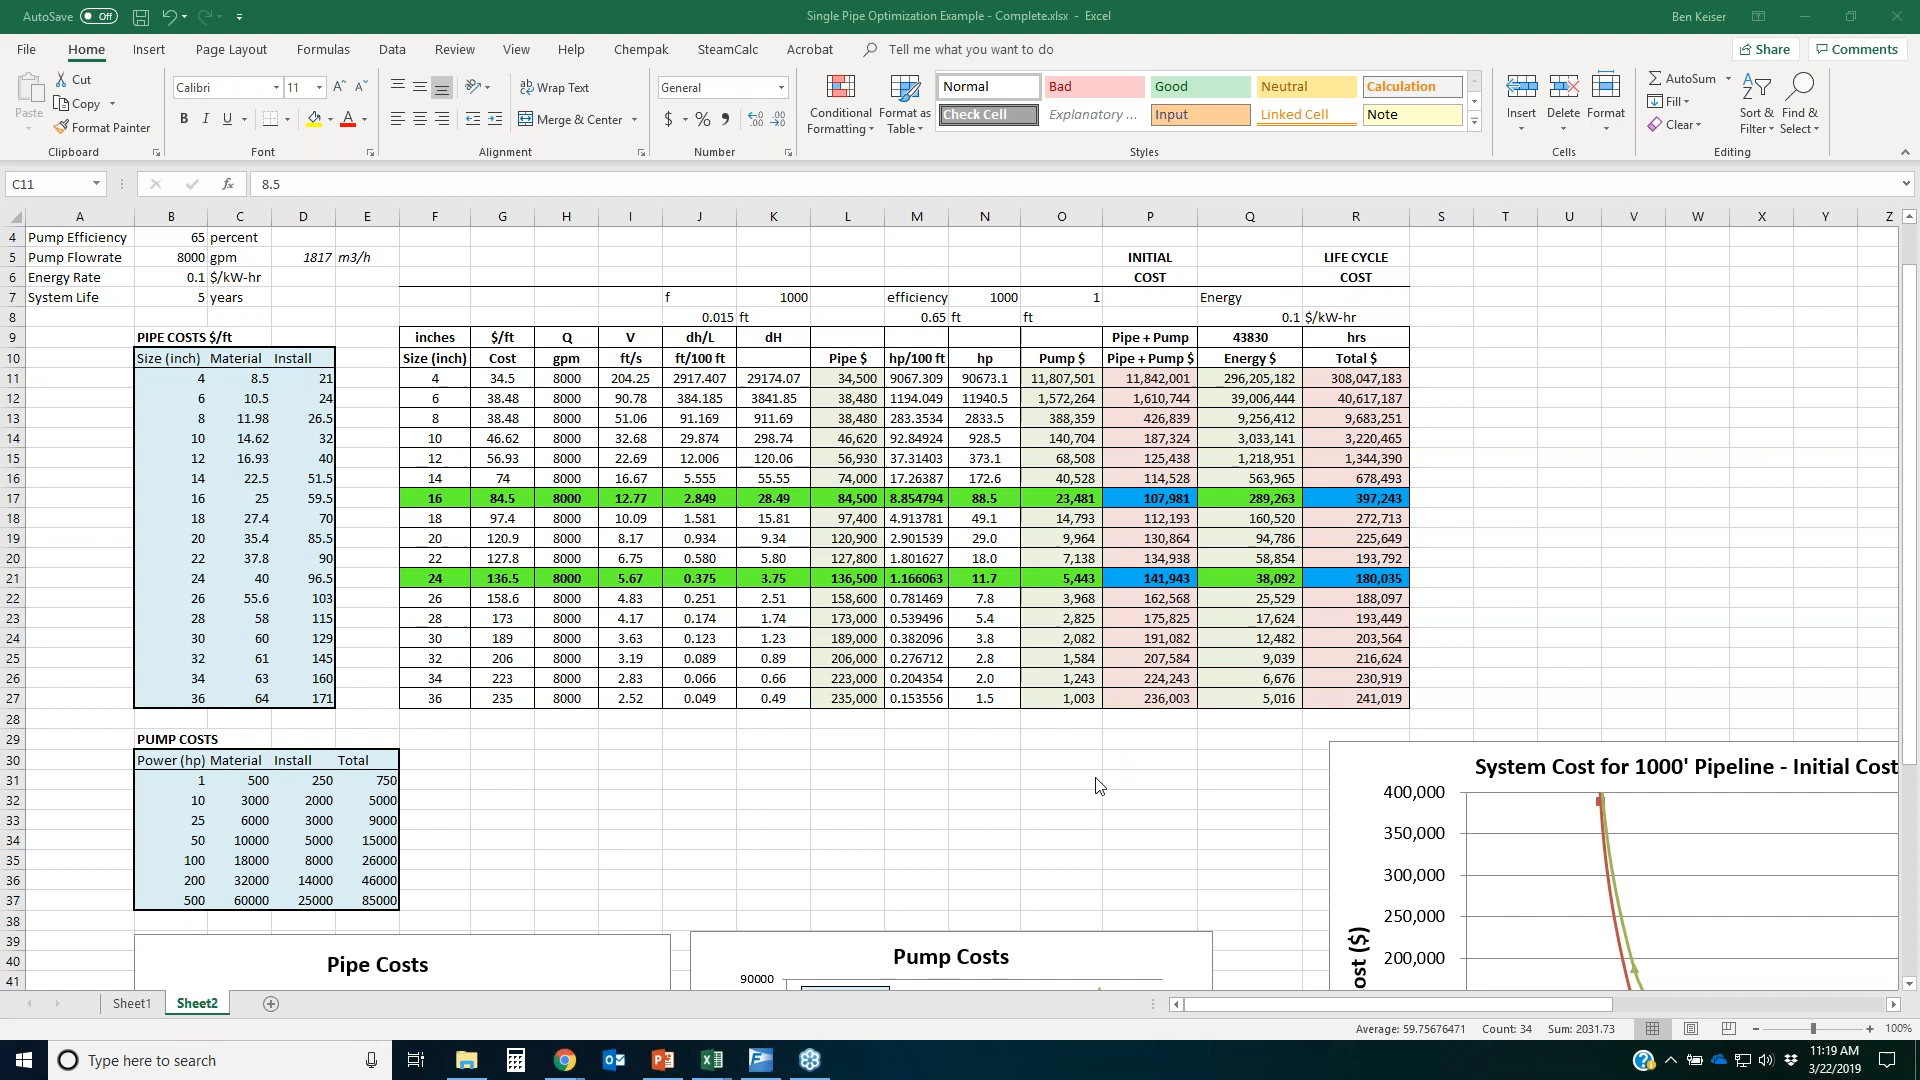 AutoSave Off Single Pipe Optimization Example - Complete.xlsx - Excel Ben Keiser
File Home Insert Page Layout Formulas Data Review View Help Chempak SteamCalc Acrobat Tell me what you want to do Share Comments
Paste Cut Copy Format Painter Clipboard
Calibri 11 A A B I U A Font
Wrap Text Merge & Center Alignment
General $ % Number
Conditional Formatting Format as Table
Normal Bad Good Neutral Calculation
Check Cell Explanatory ... Input Linked Cell Note
Styles
Insert Delete Format Cells
AutoSum Fill Clear Sort & Filter Find & Select Editing
C11 fx 8.5
A B C D E F G H I J K L M N O P Q R S T U V W X Y Z
4 Pump Efficiency 65 percent
5 Pump Flowrate 8000 gpm 1817 m3/h INITIAL LIFE CYCLE
6 Energy Rate 0.1 $/kW-hr COST COST
7 System Life 5 years f 1000 efficiency 1000 1 Energy
8 0.015 ft 0.65 ft ft 0.1 $/kW-hr
9 PIPE COSTS $/ft inches $/ft Q V dh/L dH Pipe + Pump 43830 hrs
10 Size (inch) Material Install Size (inch) Cost gpm ft/s ft/100 ft Pipe $ hp/100 ft hp Pump $ Pipe + Pump $ Energy $ Total $
11 4 8.5 21 4 34.5 8000 204.25 2917.407 29174.07 34,500 9067.309 90673.1 11,807,501 11,842,001 296,205,182 308,047,183
12 6 10.5 24 6 38.48 8000 90.78 384.185 3841.85 38,480 1194.049 11940.5 1,572,264 1,610,744 39,006,444 40,617,187
13 8 11.98 26.5 8 38.48 8000 51.06 91.169 911.69 38,480 283.3534 2833.5 388,359 426,839 9,256,412 9,683,251
14 10 14.62 32 10 46.62 8000 32.68 29.874 298.74 46,620 92.84924 928.5 140,704 187,324 3,033,141 3,220,465
15 12 16.93 40 12 56.93 8000 22.69 12.006 120.06 56,930 37.31403 373.1 68,508 125,438 1,218,951 1,344,390
16 14 22.5 51.5 14 74 8000 16.67 5.555 55.55 74,000 17.26387 172.6 40,528 114,528 563,965 678,493
17 16 25 59.5 16 84.5 8000 12.77 2.849 28.49 84,500 8.854794 88.5 23,481 107,981 289,263 397,243
18 18 27.4 70 18 97.4 8000 10.09 1.581 15.81 97,400 4.913781 49.1 14,793 112,193 160,520 272,713
19 20 35.4 85.5 20 120.9 8000 8.17 0.934 9.34 120,900 2.901539 29.0 9,964 130,864 94,786 225,649
20 22 37.8 90 22 127.8 8000 6.75 0.580 5.80 127,800 1.801627 18.0 7,138 134,938 58,854 193,792
21 24 40 96.5 24 136.5 8000 5.67 0.375 3.75 136,500 1.166063 11.7 5,443 141,943 38,092 180,035
22 26 55.6 103 26 158.6 8000 4.83 0.251 2.51 158,600 0.781469 7.8 3,968 162,568 25,529 188,097
23 28 58 115 28 173 8000 4.17 0.174 1.74 173,000 0.539496 5.4 2,825 175,825 17,624 193,449
24 30 60 129 30 189 8000 3.63 0.123 1.23 189,000 0.382096 3.8 2,082 191,082 12,482 203,564
25 32 61 145 32 206 8000 3.19 0.089 0.89 206,000 0.276712 2.8 1,584 207,584 9,039 216,624
26 34 63 160 34 223 8000 2.83 0.066 0.66 223,000 0.204354 2.0 1,243 224,243 6,676 230,919
27 36 64 171 36 235 8000 2.52 0.049 0.49 235,000 0.153556 1.5 1,003 236,003 5,016 241,019
28
29 PUMP COSTS
30 Power (hp) Material Install Total
31 1 500 250 750
32 10 3000 2000 5000
33 25 6000 3000 9000
34 50 10000 5000 15000
35 100 18000 8000 26000
36 200 32000 14000 46000
37 500 60000 25000 85000
38
39
40
41
Pipe Costs
Pump Costs
90000
System Cost for 1000' Pipeline - Initial Cost
400,000
350,000
300,000
250,000
200,000
ost ($)
Sheet1 Sheet2
Average: 59.75676471 Count: 34 Sum: 2031.73 100%
Type here to search
11:19 AM
3/22/2019